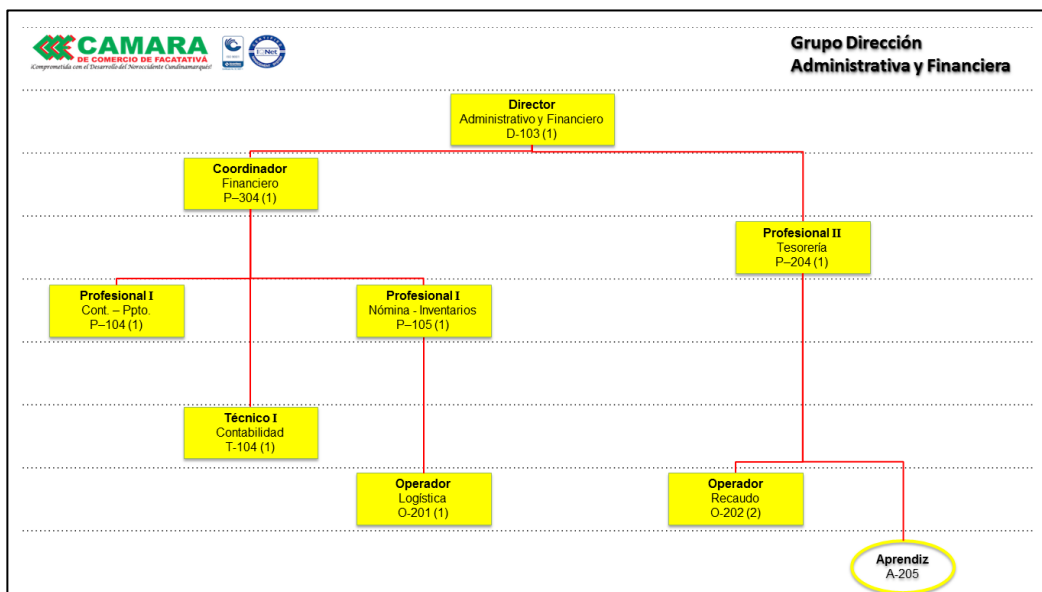 CAMARA
DE COMERCIO DE FACATATIVÁ
¡Comprometida con el Desarrollo del Noroccidente Cundinamarqués!
Grupo Dirección
Administrativa y Financiera
Director
Administrativo y Financiero
D-103 (1)
Coordinador
Financiero
P–304 (1)
Profesional II
Tesorería
P–204 (1)
Profesional I
Cont. – Ppto.
P–104 (1)
Profesional I
Nómina - Inventarios
P–105 (1)
Técnico I
Contabilidad
T-104 (1)
Operador
Logística
O-201 (1)
Operador
Recaudo
O-202 (2)
Aprendiz
A-205